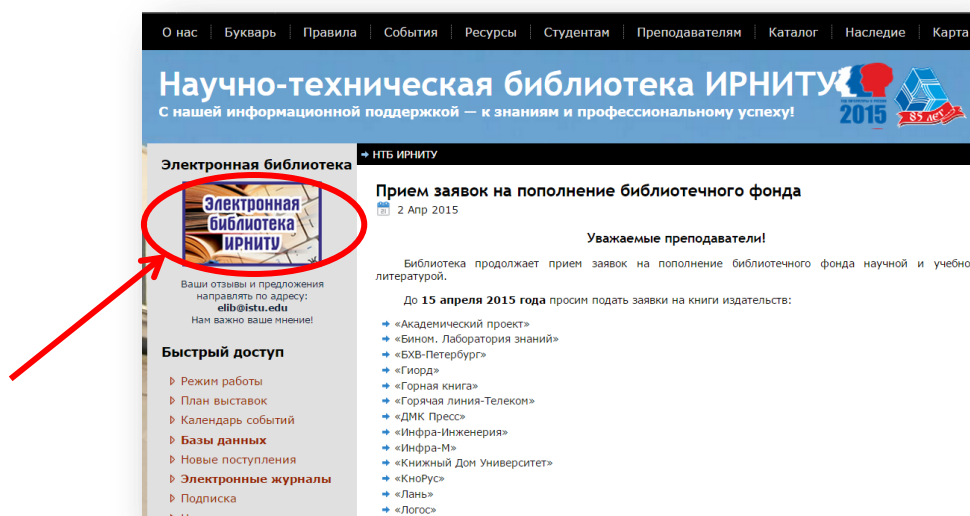 О нас Букварь Правила События Ресурсы Студентам Преподавателям Каталог Наследие Карта
Научно-техническая библиотека ИРНИТУ
С нашей информационной поддержкой — к знаниям и профессиональному успеху!
2015
85 лет
Электронная библиотека
Электронная
библиотека
ИРНИТУ
Ваши отзывы и предложения
направлять по адресу:
elib@istu.edu
Нам важно ваше мнение!
Быстрый доступ
Режим работы
План выставок
Календарь событий
Базы данных
Новые поступления
Электронные журналы
Подписка
НТБ ИРНИТУ
Прием заявок на пополнение библиотечного фонда
2 Апр 2015
Уважаемые преподаватели!
Библиотека продолжает прием заявок на пополнение библиотечного фонда научной и учебно
литературой.
До 15 апреля 2015 года просим подать заявки на книги издательств:
«Академический проект»
«Бином. Лаборатория знаний»
«БХВ-Петербург»
«Гиорд»
«Горная книга»
«Горячая линия-Телеком»
«ДМК Пресс»
«Инфра-Инженерия»
«Инфра-М»
«Книжный Дом Университет»
«КноРус»
«Лань»
«Логос»